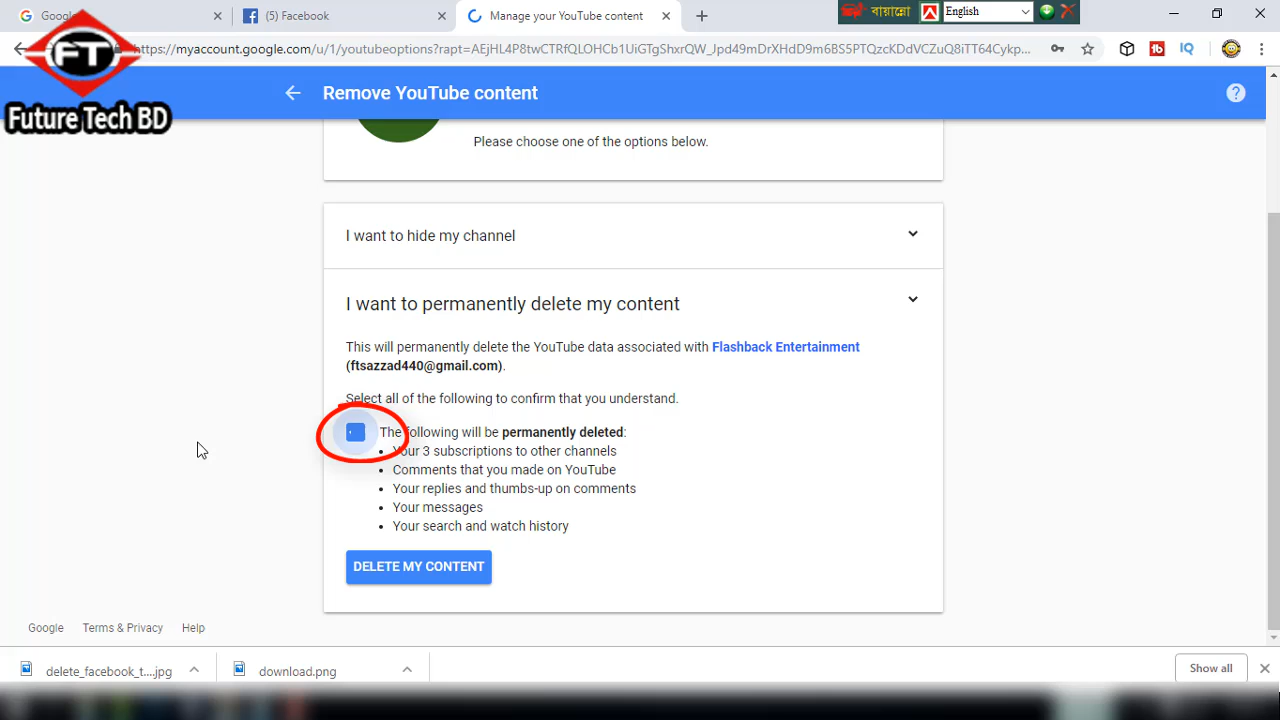 Google
(5) Facebook
Manage your YouTube content
বায়ান্নো
English
https://myaccount.google.com/u/1/youtubeoptions?rapt=
FT
Future Tech BD
Remove YouTube content
Please choose one of the options below.
I want to hide my channel
I want to permanently delete my content
This will permanently delete the YouTube data associated with Flashback Entertainment
(ftsazzad440@gmail.com).
Select all of the following to confirm that you understand.
The following will be permanently deleted:
Your 3 subscriptions to other channels
Comments that you made on YouTube
Your replies and thumbs-up on comments
Your messages
Your search and watch history
DELETE MY CONTENT
Google Terms & Privacy Help
delete_facebook_t....jpg
download.png
Show all